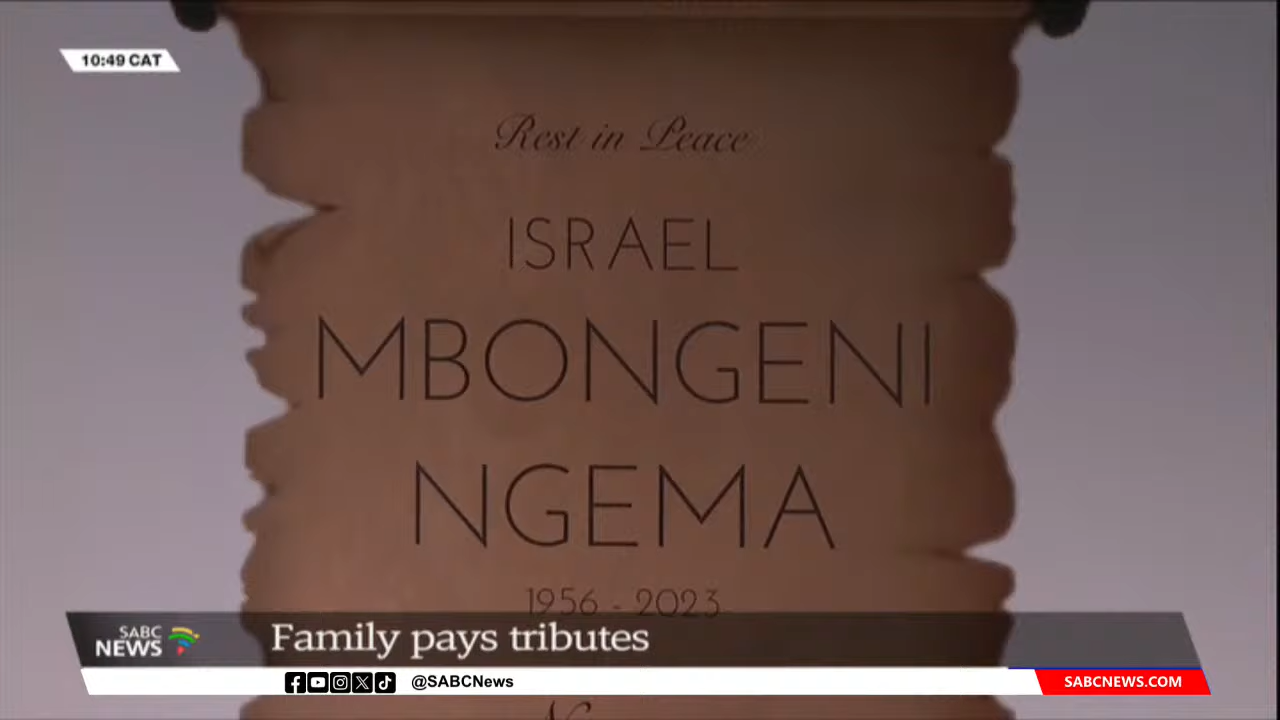 10:49 CAT
Rest in Peace
ISRAEL
MBONGENI
NGEMA
1956 - 2023
SABC
NEWS
Family pays tributes
@SABCNews
SABCNEWS.COM